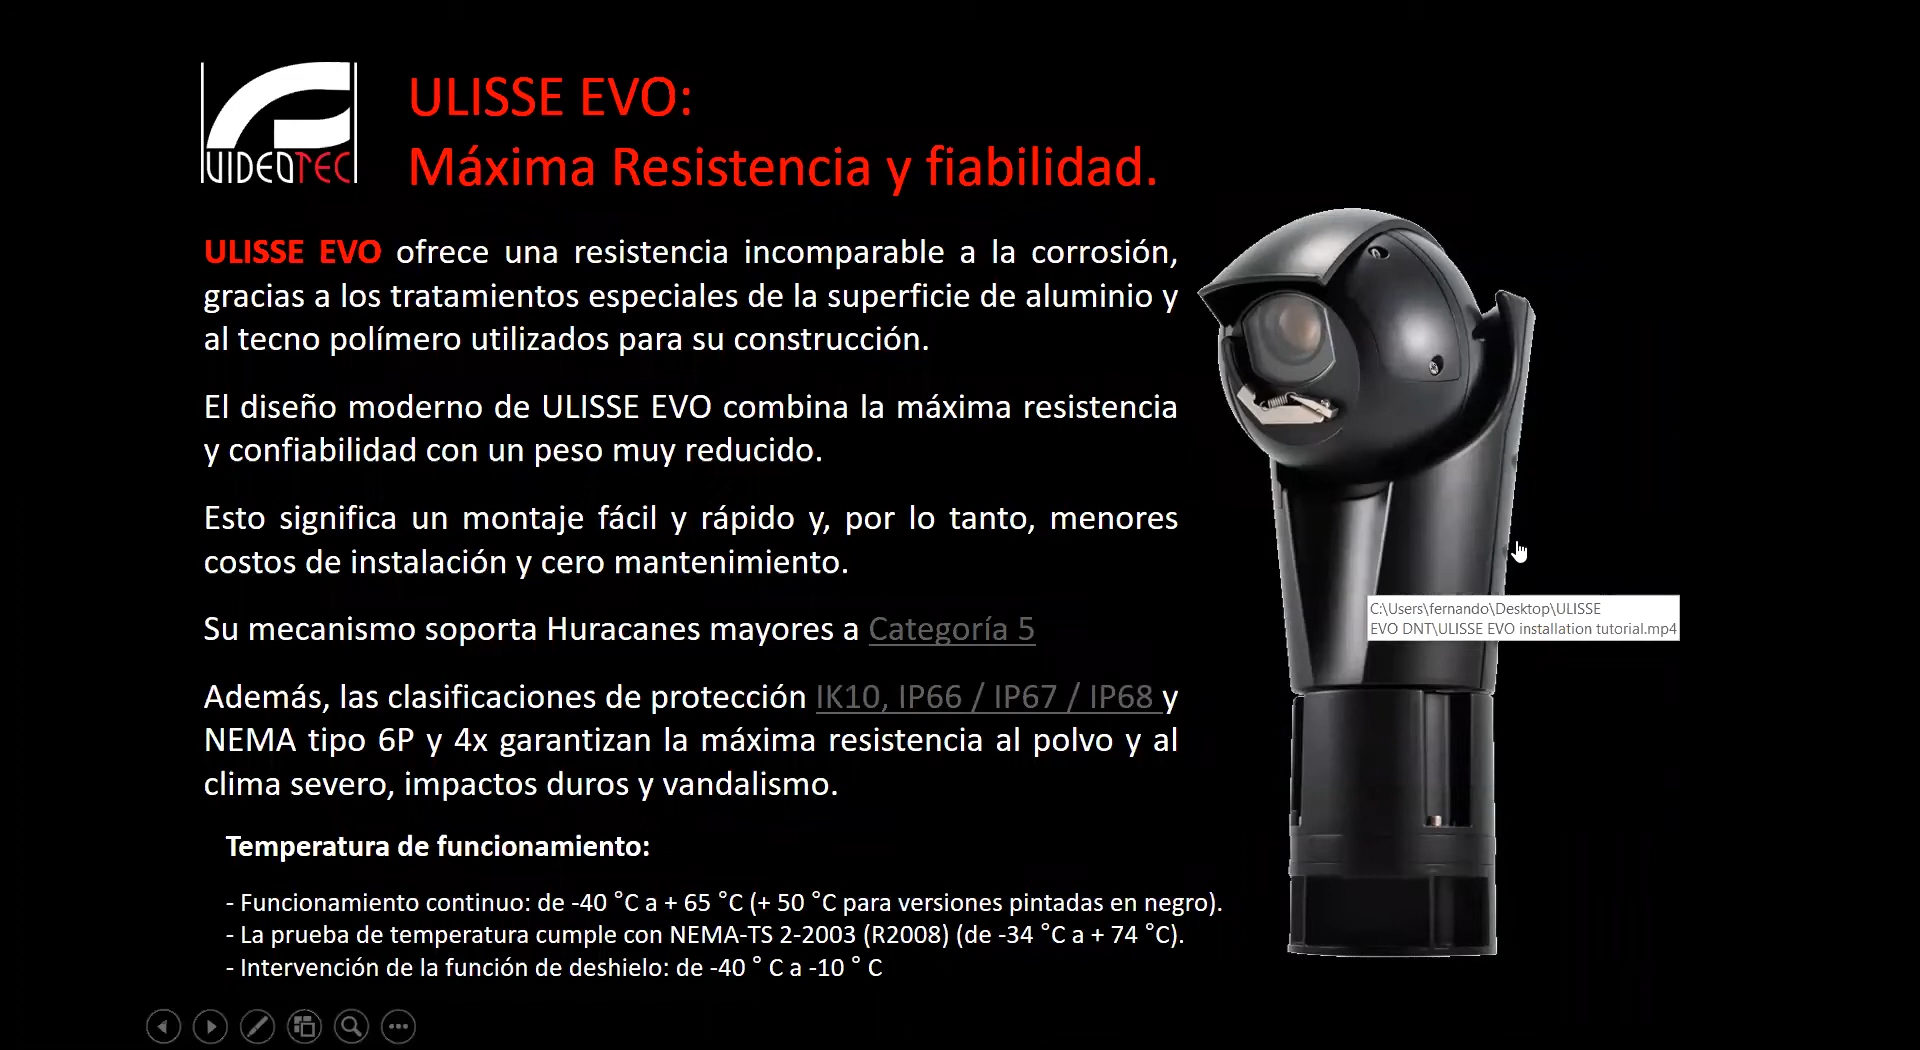 VIDEOTEC
ULISSE EVO:
Máxima Resistencia y fiabilidad.
ULISSE EVO ofrece una resistencia incomparable a la corrosión,
gracias a los tratamientos especiales de la superficie de aluminio y
al tecno polímero utilizados para su construcción.
El diseño moderno de ULISSE EVO combina la máxima resistencia
y confiabilidad con un peso muy reducido.
Esto significa un montaje fácil y rápido y, por lo tanto, menores
costos de instalación y cero mantenimiento.
Su mecanismo soporta Huracanes mayores a Categoría 5
Además, las clasificaciones de protección IK10, IP66 / IP67 / IP68 y
NEMA tipo 6P y 4x garantizan la máxima resistencia al polvo y al
clima severo, impactos duros y vandalismo.
C:\Users\fernando\Desktop\ULISSE
EVO DNT\ULISSE EVO installation tutorial.mp4
Temperatura de funcionamiento:
- Funcionamiento continuo: de -40 °C a + 65 °C (+ 50 °C para versiones pintadas en negro).
- La prueba de temperatura cumple con NEMA-TS 2-2003 (R2008) (de -34 °C a + 74 °C).
- Intervención de la función de deshielo: de -40 ° C a -10 ° C